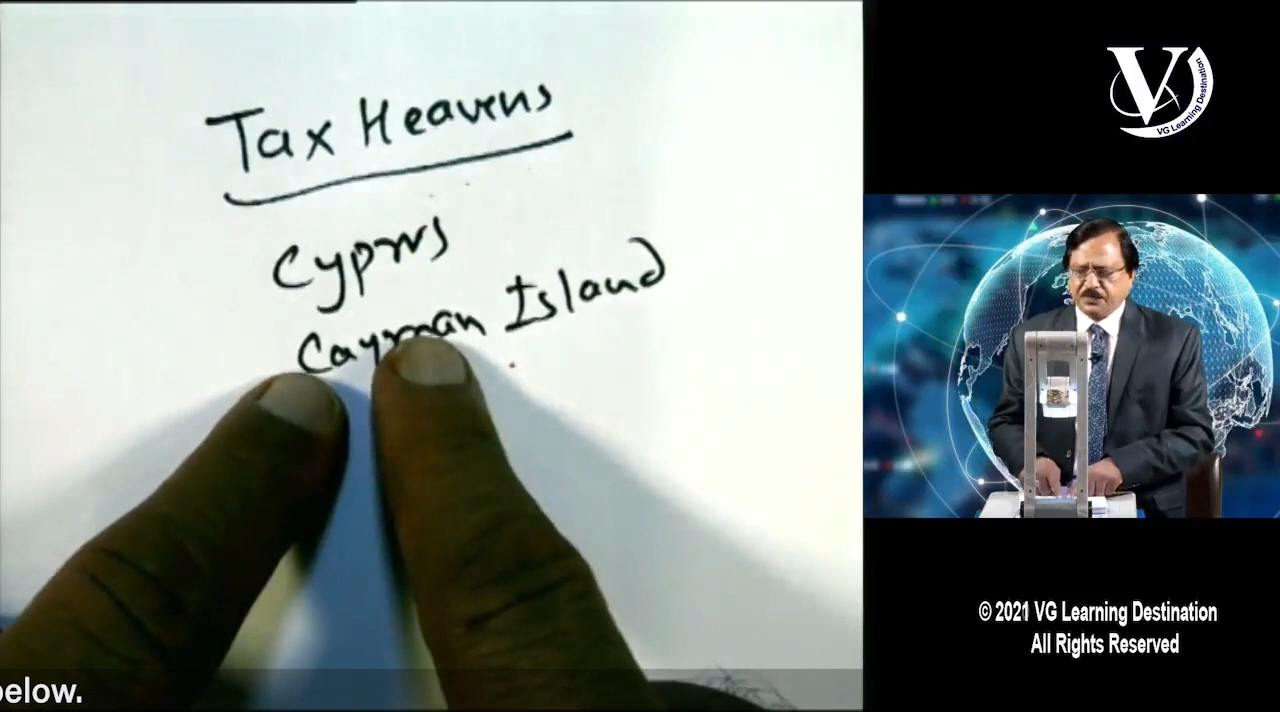 Tax Heavens
Cyprus
Cayman Island
below.
V
VG Learning Destination
© 2021 VG Learning Destination
All Rights Reserved